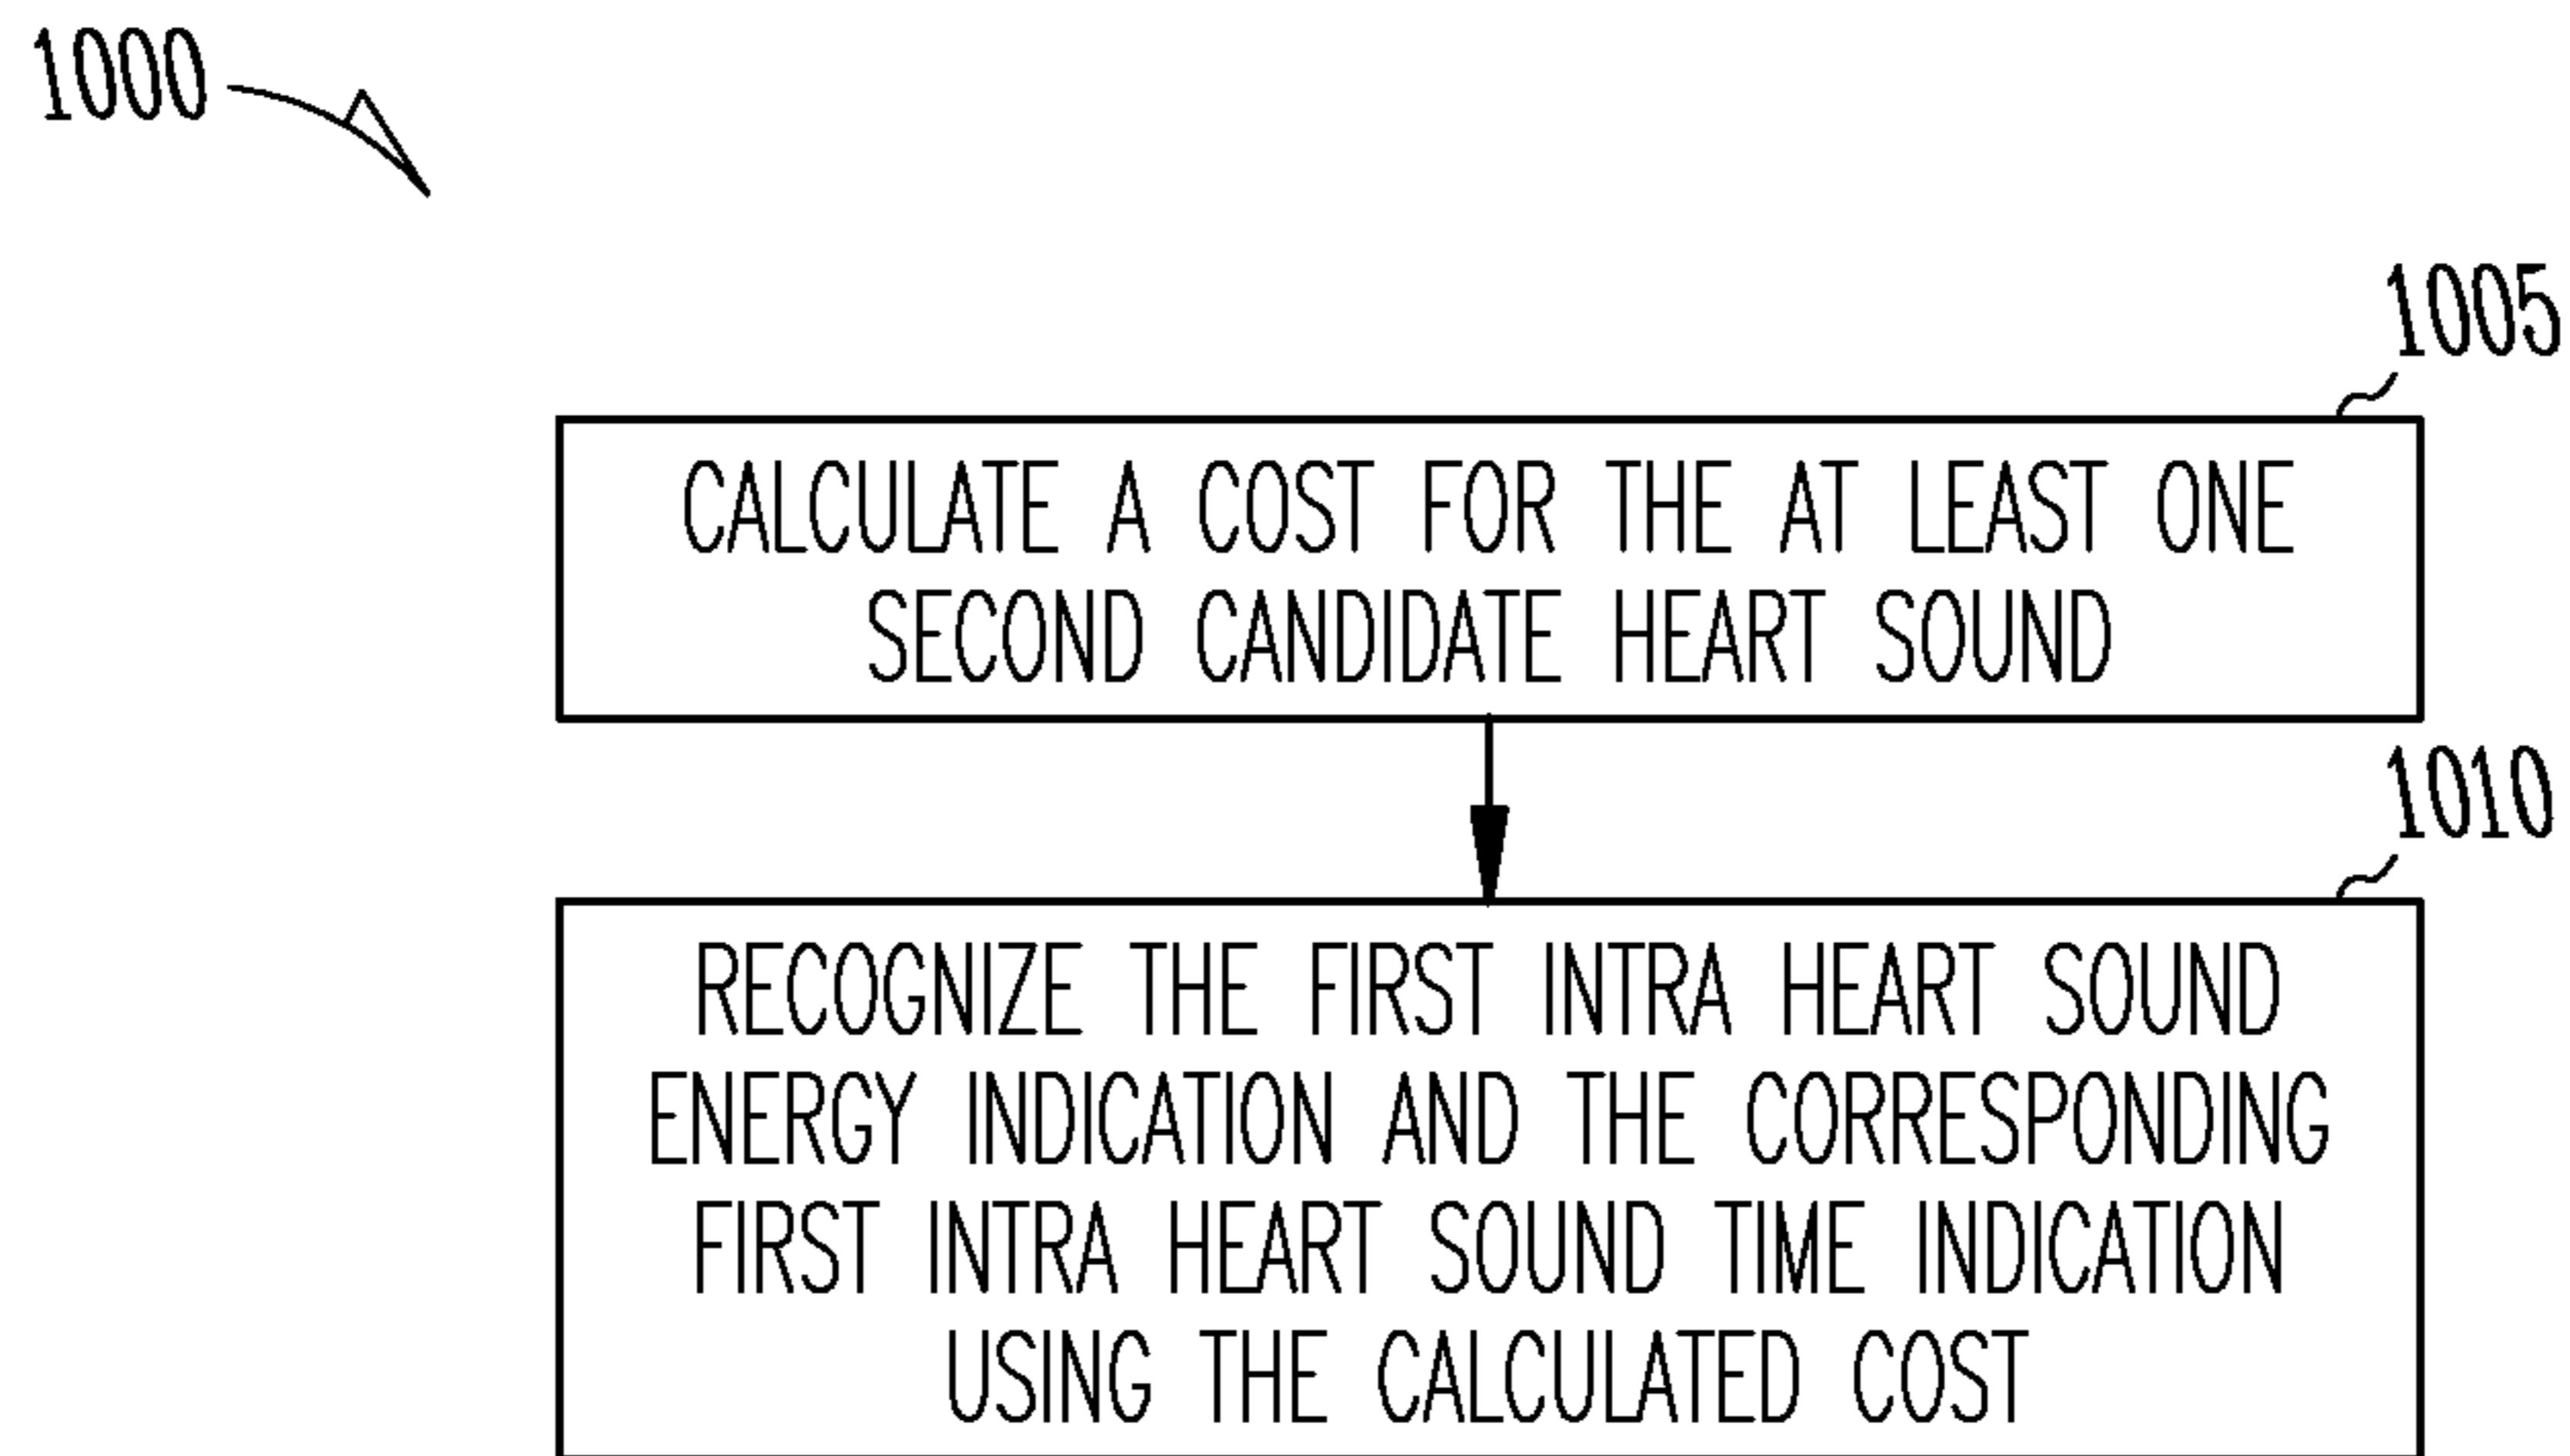 1000
1005
CALCULATE A COST FOR THE AT LEAST ONE
SECOND CANDIDATE HEART SOUND
1010
RECOGNIZE THE FIRST INTRA HEART SOUND
ENERGY INDICATION AND THE CORRESPONDING
FIRST INTRA HEART SOUND TIME INDICATION
USING THE CALCULATED COST